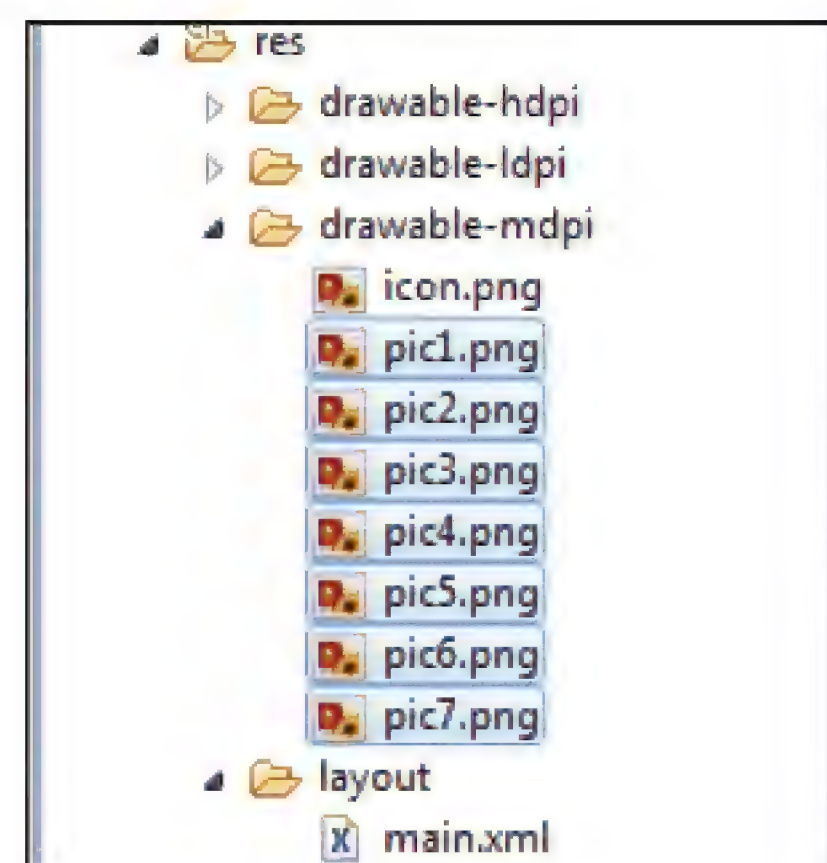 res
drawable-hdpi
drawable-ldpi
drawable-mdpi
icon.png
pic1.png
pic2.png
pic3.png
pic4.png
pic5.png
pic6.png
pic7.png
layout
main.xml